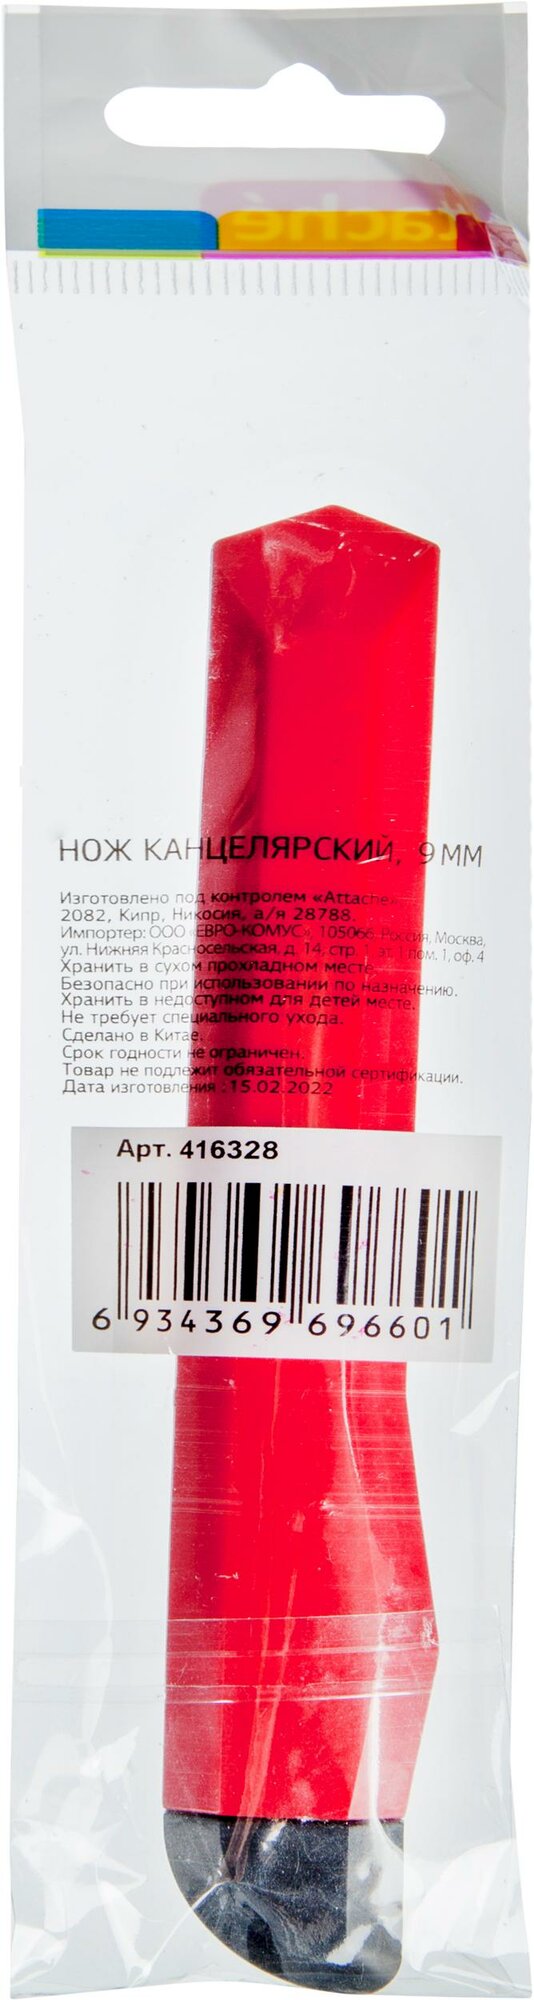 taché
НОЖ КАНЦЕЛЯРСКИЙ, 9 ММ
Изготовлено под контролем «Attache»
2082, Кипр, Никосия, а/я 28788.
Импортер: ООО «ЕВРО-КОМУС», 105066, Россия, Москва,
ул. Нижняя Красносельская, д. 14, стр. 1, эт. 1 пом. 1, оф. 4
Хранить в сухом прохладном месте.
Безопасно при использовании по назначению.
Хранить в недоступном для детей месте.
Не требует специального ухода.
Сделано в Китае.
Срок годности не ограничен.
Товар не подлежит обязательной сертификации.
Дата изготовления :15.02.2022
Арт. 416328
6 934369 696601